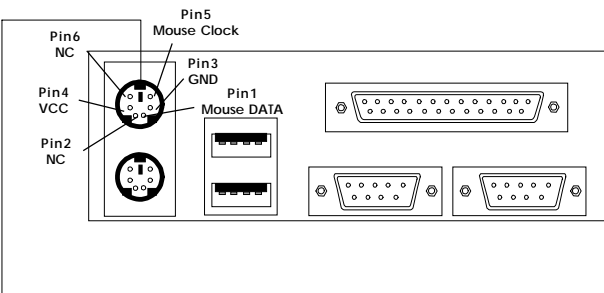 Pin5
Mouse Clock
Pin6
NC
Pin3
GND
Pin4
VCC
Pin1
Mouse DATA
Pin2
NC